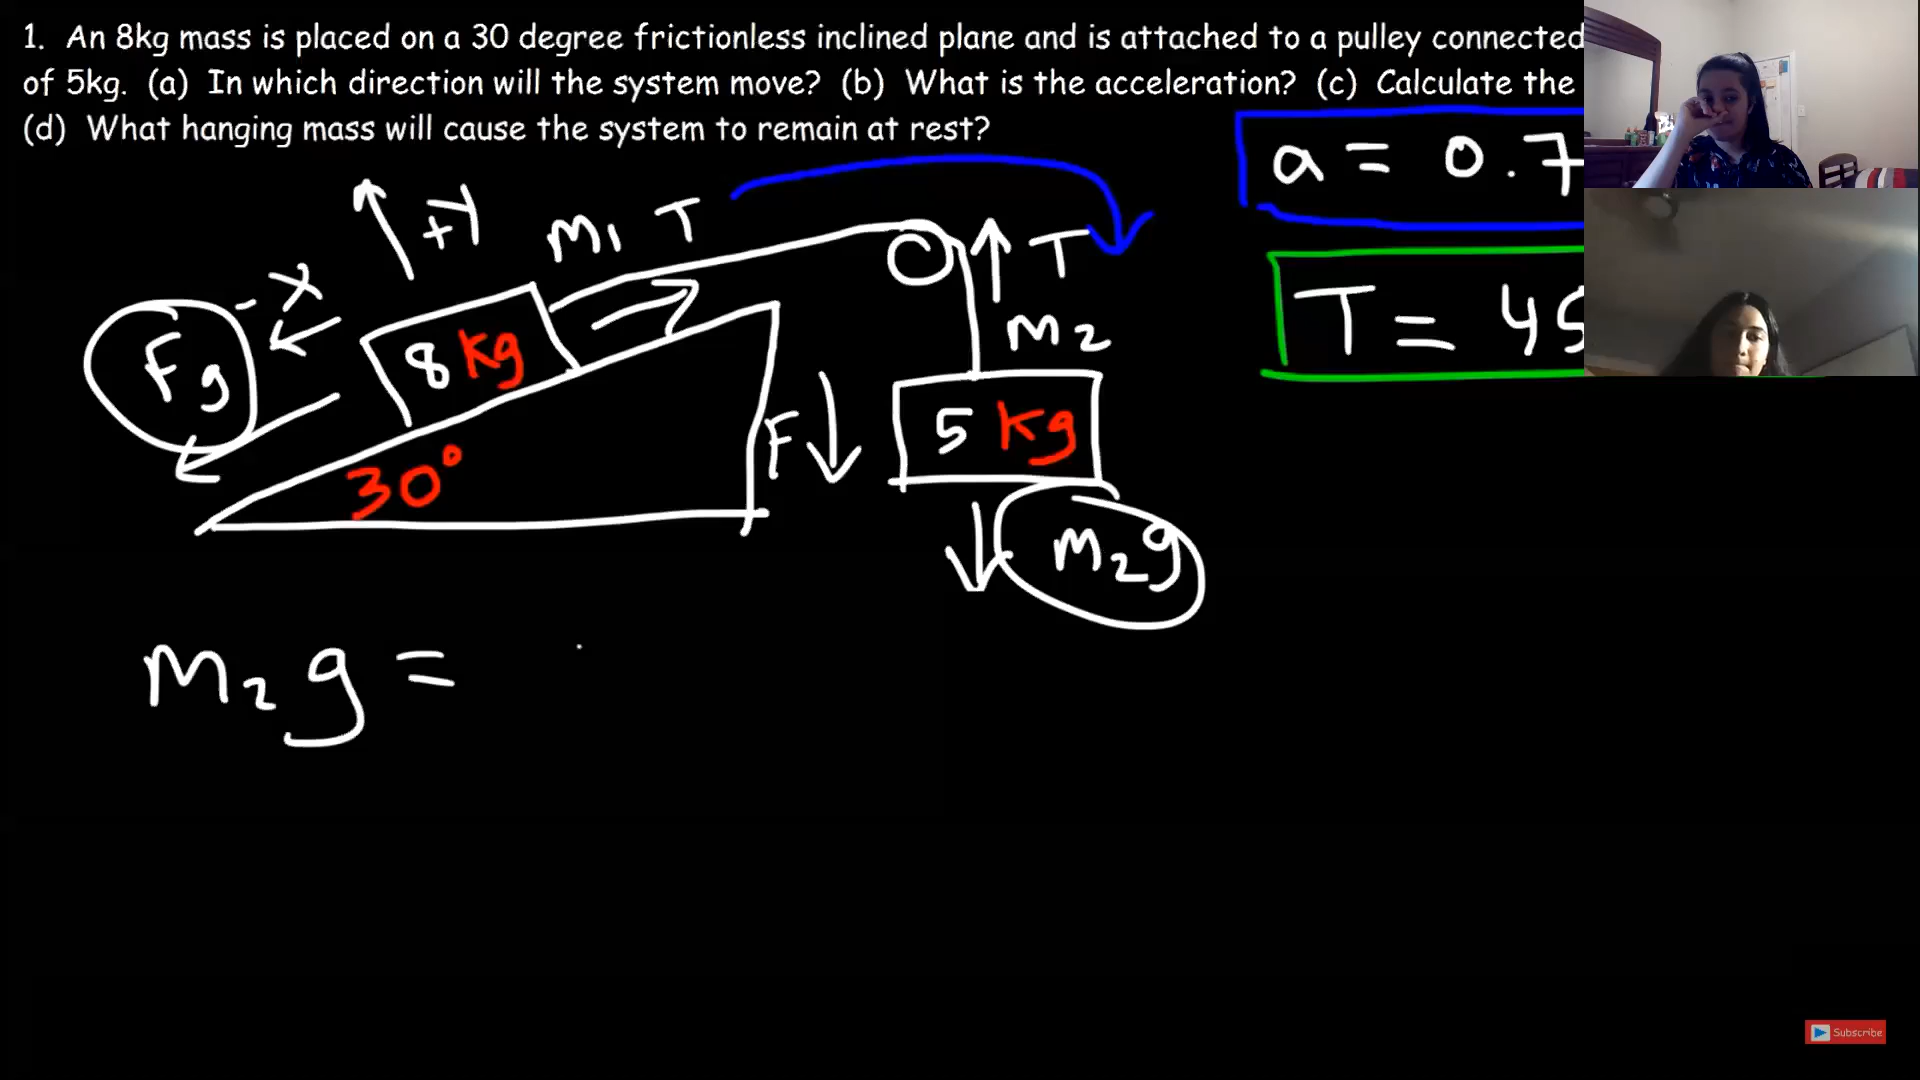 1. An 8kg mass is placed on a 30 degree frictionless inclined plane and is attached to a pulley connected
of 5kg. (a) In which direction will the system move? (b) What is the acceleration? (c) Calculate the
(d) What hanging mass will cause the system to remain at rest?
a = 0.7
+y m1 T
-x
T
T = 45
Fg
8 kg
m2
F
5 kg
30°
m2g
m2g =
Subscribe